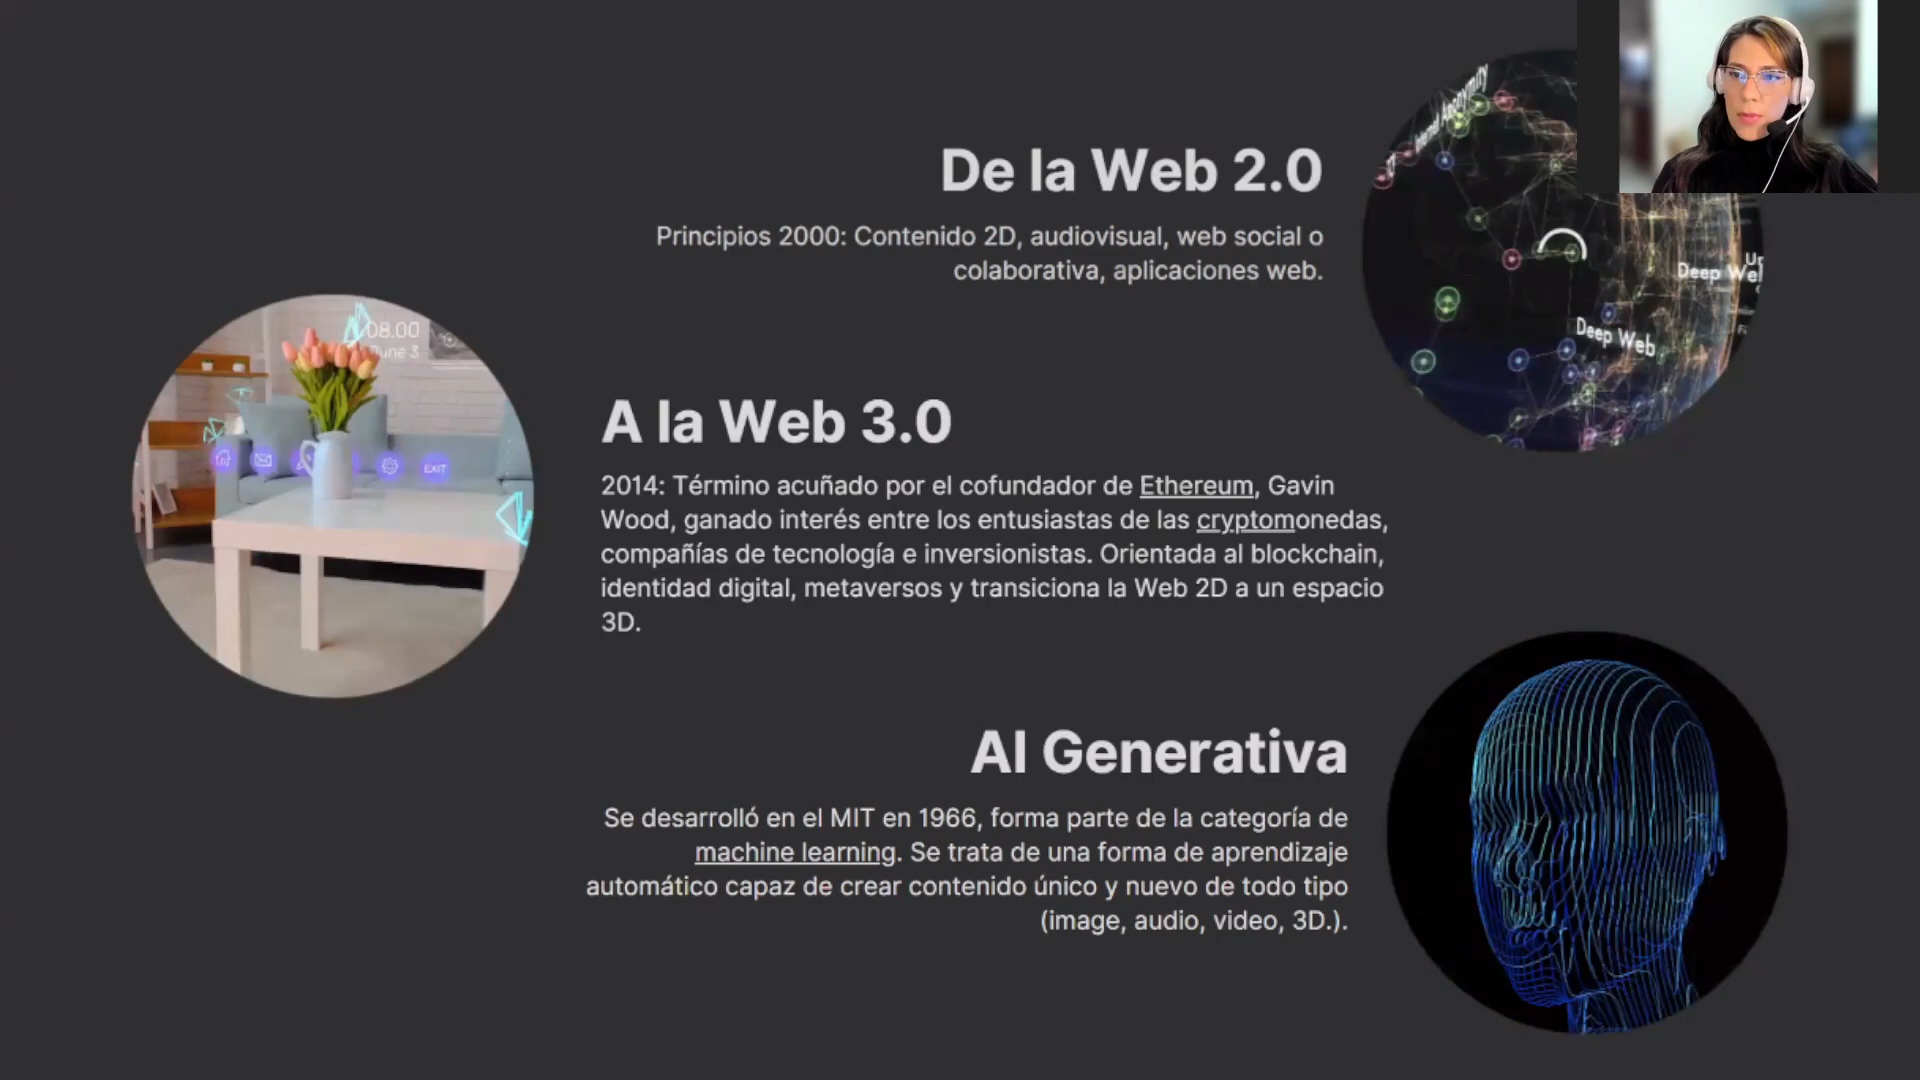 De la Web 2.0
Principios 2000: Contenido 2D, audiovisual, web social o
colaborativa, aplicaciones web.
Internet Anonymity
Deep Web
Deep Web
08.00
June 3
EXIT
A la Web 3.0
2014: Término acuñado por el cofundador de Ethereum, Gavin
Wood, ganado interés entre los entusiastas de las cryptomonedas,
compañías de tecnología e inversionistas. Orientada al blockchain,
identidad digital, metaversos y transiciona la Web 2D a un espacio
3D.
AI Generativa
Se desarrolló en el MIT en 1966, forma parte de la categoría de
machine learning. Se trata de una forma de aprendizaje
automático capaz de crear contenido único y nuevo de todo tipo
(image, audio, video, 3D.).